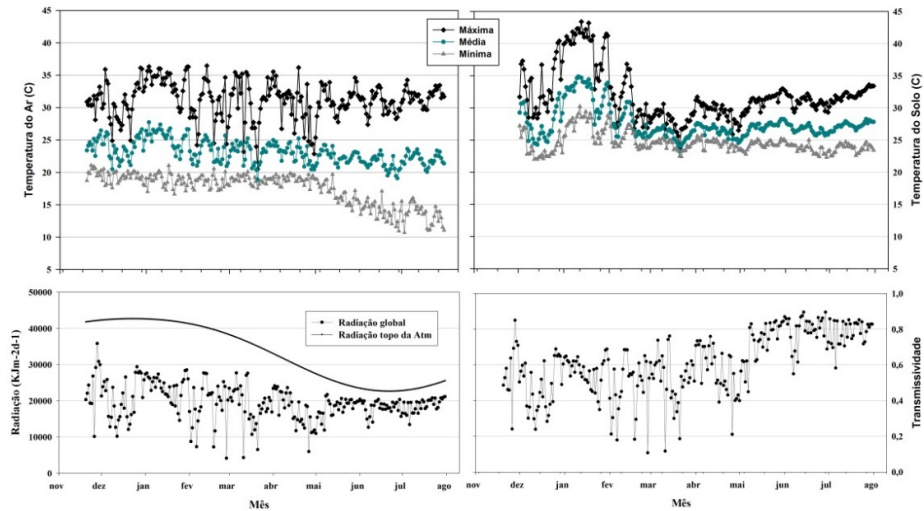 45
40
35
30
25
20
15
10
5
Temperatura do Ar (C)
Máxima
Média
Mínima
45
40
35
30
25
20
15
10
5
Temperatura do Solo (C)
50000
40000
30000
20000
10000
0
Radiação (KJm-2d-1)
Radiação global
Radiação topo da Atm
nov dez jan fev mar abr mai jun jul ago
Mês
1,0
0,8
0,6
0,4
0,2
0,0
Transmissividade
nov dez jan fev mar abr mai jun jul ago
Mês